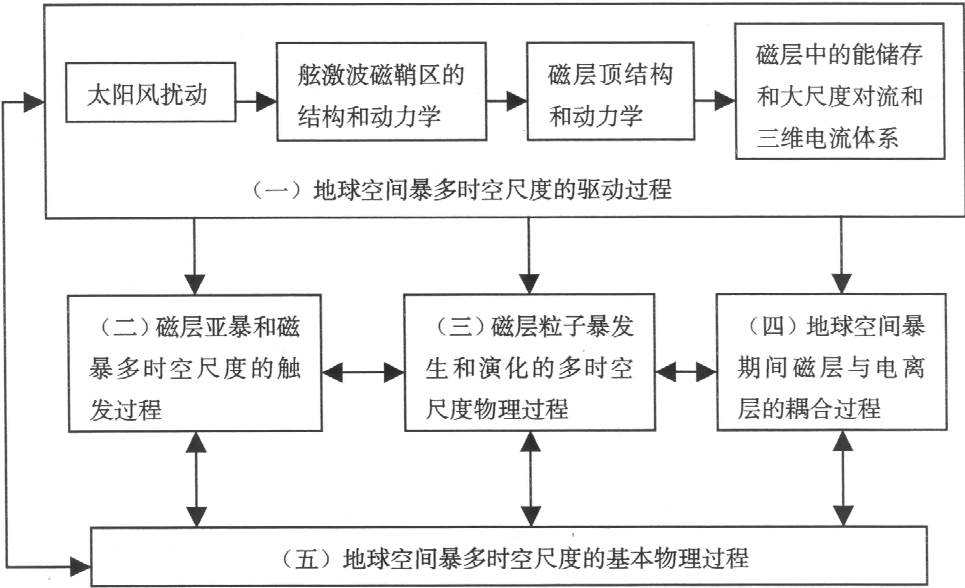 太阳风扰动
舷激波磁鞘区的
结构和动力学
磁层顶结构
和动力学
磁层中的能储存
和大尺度对流和
三维电流体系
（一）地球空间暴多时空尺度的驱动过程
（二）磁层亚暴和磁
暴多时空尺度的触
发过程
（三）磁层粒子暴发
生和演化的多时空
尺度物理过程
（四）地球空间暴
期间磁层与电离
层的耦合过程
（五）地球空间暴多时空尺度的基本物理过程